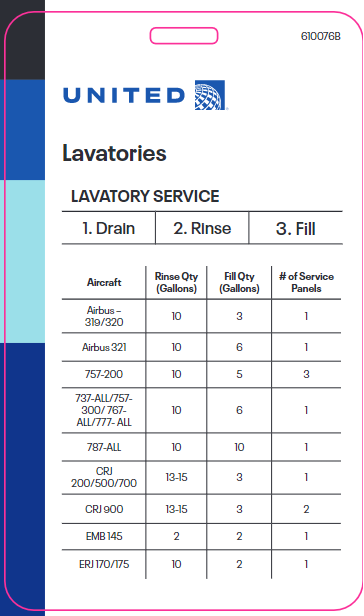 610076B
UNITED
Lavatories
LAVATORY SERVICE
1. Drain 2. Rinse 3. Fill
Aircraft Rinse Qty (Gallons) Fill Qty (Gallons) # of Service Panels
Airbus – 319/320 10 3 1
Airbus 321 10 6 1
757-200 10 5 3
737-ALL/757-300/ 767-ALL/777- ALL 10 6 1
787-ALL 10 10 1
CRJ 200/500/700 13-15 3 1
CRJ 900 13-15 3 2
EMB 145 2 2 1
ERJ 170/175 10 2 1